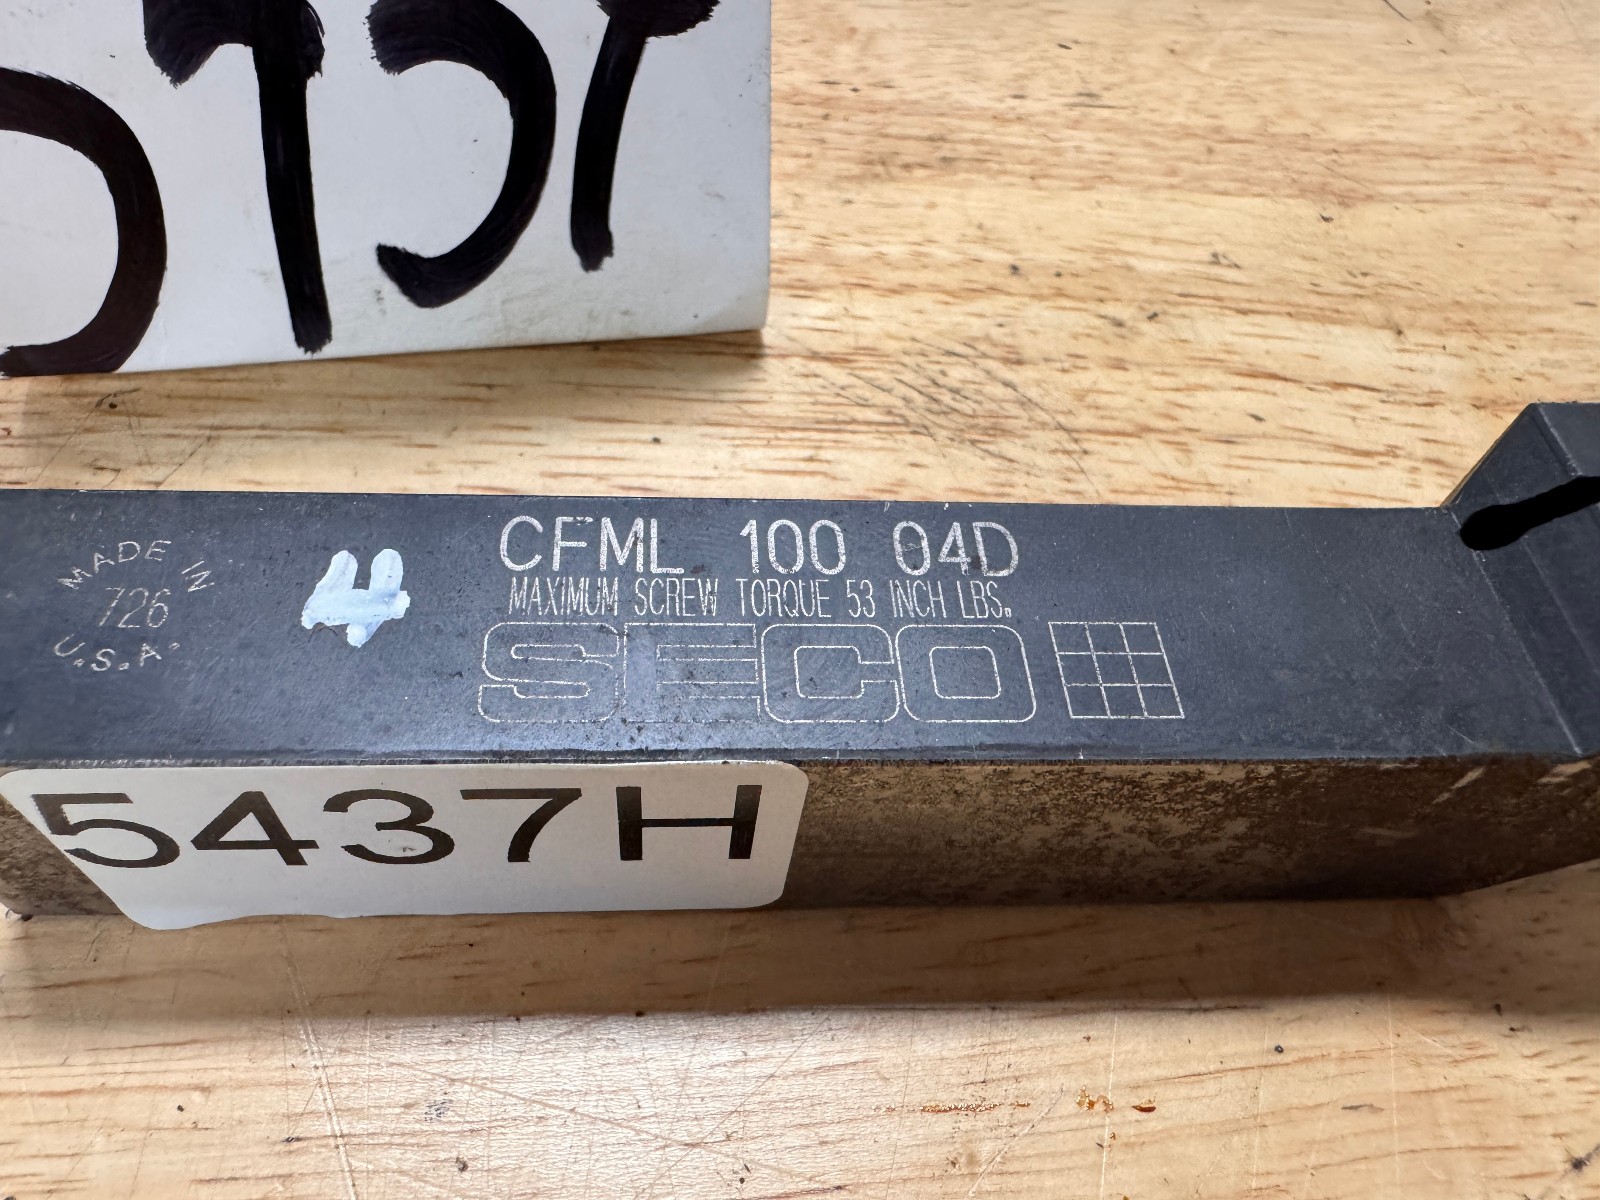 MADE IN
726
U.S.A.
4
CFML 100 04D
MAXIMUM SCREW TORQUE 53 INCH LBS.
SECO
5437H